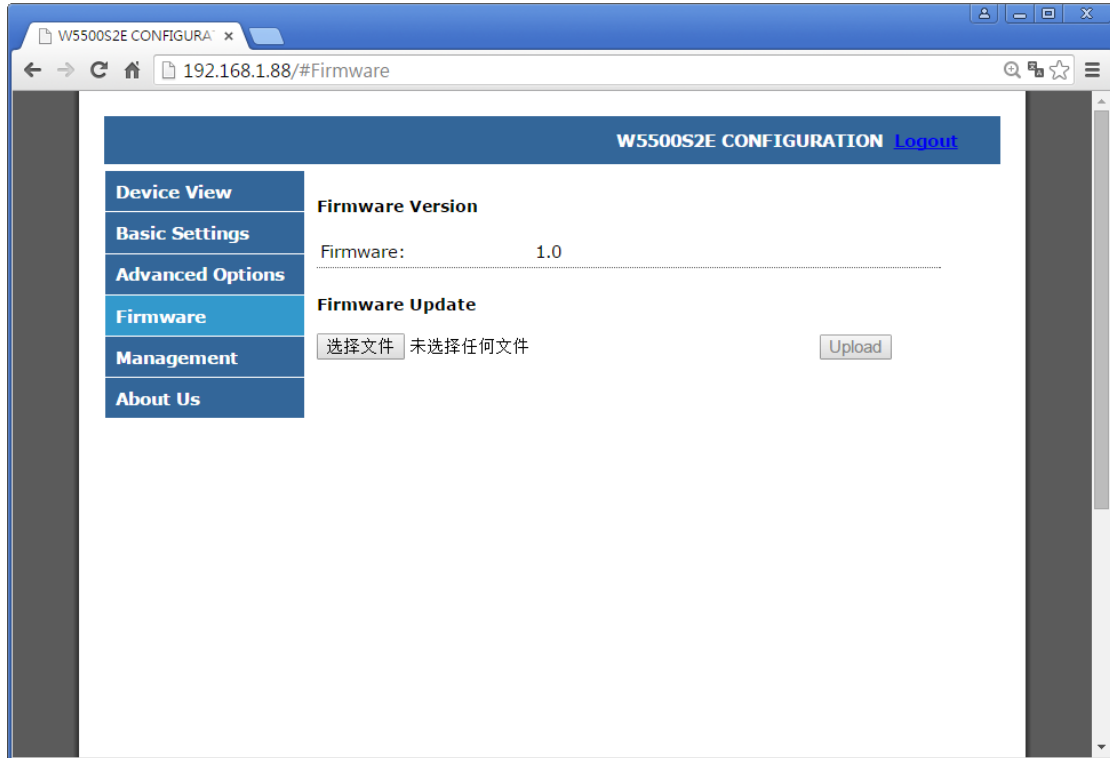 W5500S2E CONFIGURA
192.168.1.88/#Firmware
W5500S2E CONFIGURATION Logout
Device View
Basic Settings
Advanced Options
Firmware
Management
About Us
Firmware Version
Firmware: 1.0
Firmware Update
选择文件 未选择任何文件 Upload